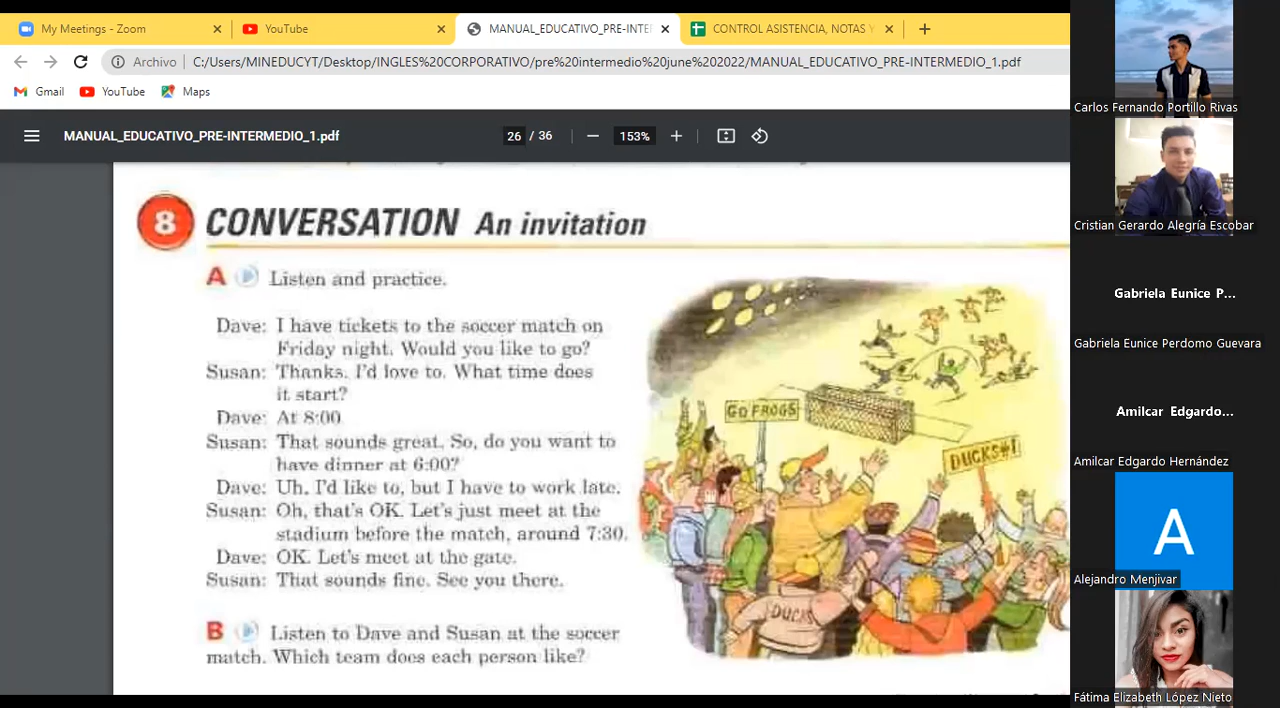 My Meetings - Zoom
YouTube
MANUAL_EDUCATIVO_PRE-INTE
CONTROL ASISTENCIA, NOTAS Y
Archivo
C:/Users/MINEDUCYT/Desktop/INGLES%20CORPORATIVO/pre%20intermedio%20june%202022/MANUAL_EDUCATIVO_PRE-INTERMEDIO_1.pdf
Gmail
YouTube
Maps
MANUAL_EDUCATIVO_PRE-INTERMEDIO_1.pdf
26 / 36
153%
8 CONVERSATION An invitation
A Listen and practice.
Dave: I have tickets to the soccer match on
Friday night. Would you like to go?
Susan: Thanks. I'd love to. What time does
it start?
Dave: At 8:00
Susan: That sounds great. So, do you want to
have dinner at 6:00?
Dave: Uh, I'd like to, but I have to work late.
Susan: Oh, that's OK. Let's just meet at the
stadium before the match, around 7:30.
Dave: OK. Let's meet at the gate.
Susan: That sounds fine. See you there.
B Listen to Dave and Susan at the soccer
match. Which team does each person like?
GO FROGS
DUCKS#!
DUCKS
Carlos Fernando Portillo Rivas
Cristian Gerardo Alegría Escobar
Gabriela Eunice P...
Gabriela Eunice Perdomo Guevara
Amilcar Edgardo...
Amilcar Edgardo Hernández
A
Alejandro Menjivar
Fátima Elizabeth López Nieto